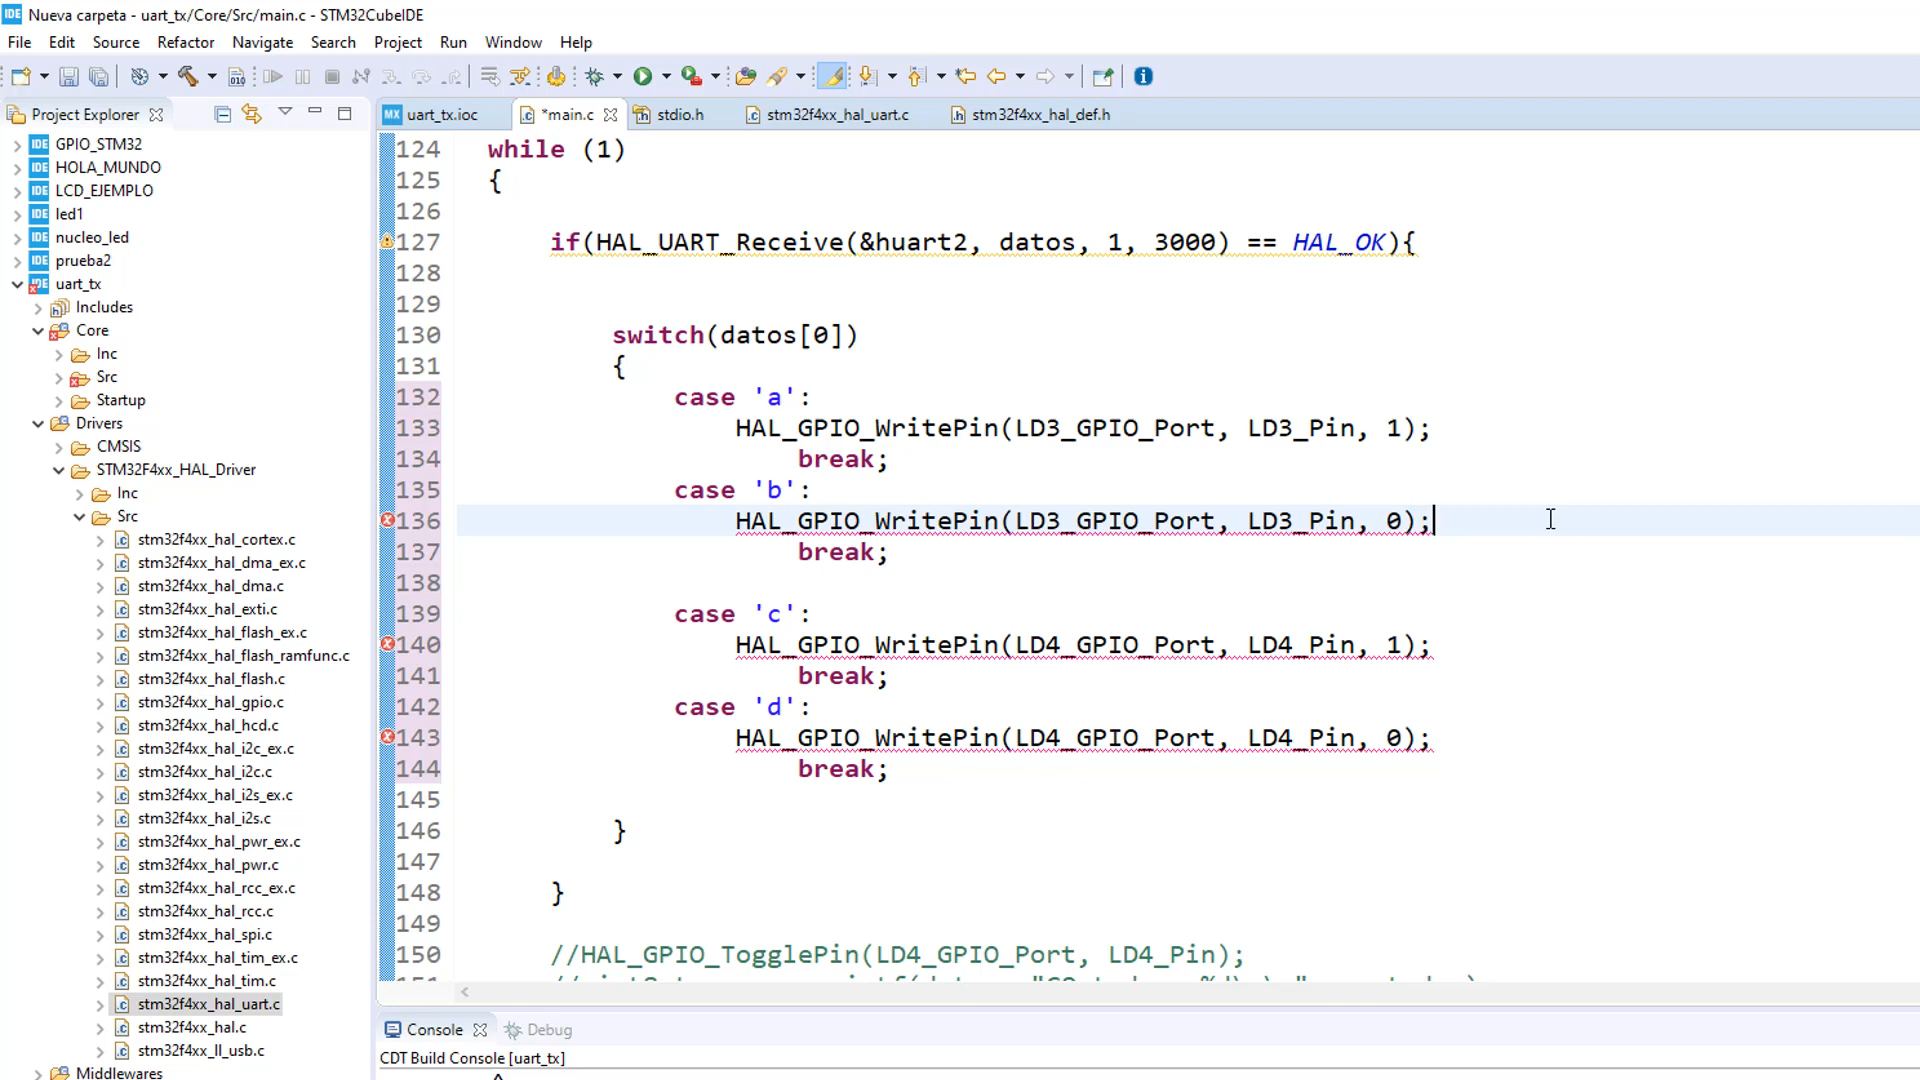 Nueva carpeta - uart_tx/Core/Src/main.c - STM32CubeIDE
File Edit Source Refactor Navigate Search Project Run Window Help
Project Explorer
uart_tx.ioc *main.c stdio.h stm32f4xx_hal_uart.c stm32f4xx_hal_def.h
GPIO_STM32
HOLA_MUNDO
LCD_EJEMPLO
led1
nucleo_led
prueba2
uart_tx
Includes
Core
Inc
Src
Startup
Drivers
CMSIS
STM32F4xx_HAL_Driver
Inc
Src
stm32f4xx_hal_cortex.c
stm32f4xx_hal_dma_ex.c
stm32f4xx_hal_dma.c
stm32f4xx_hal_exti.c
stm32f4xx_hal_flash_ex.c
stm32f4xx_hal_flash_ramfunc.c
stm32f4xx_hal_flash.c
stm32f4xx_hal_gpio.c
stm32f4xx_hal_hcd.c
stm32f4xx_hal_i2c_ex.c
stm32f4xx_hal_i2c.c
stm32f4xx_hal_i2s_ex.c
stm32f4xx_hal_i2s.c
stm32f4xx_hal_pwr_ex.c
stm32f4xx_hal_pwr.c
stm32f4xx_hal_rcc_ex.c
stm32f4xx_hal_rcc.c
stm32f4xx_hal_spi.c
stm32f4xx_hal_tim_ex.c
stm32f4xx_hal_tim.c
stm32f4xx_hal_uart.c
stm32f4xx_hal.c
stm32f4xx_ll_usb.c
Middlewares
124 while (1)
125 {
126
127 if(HAL_UART_Receive(&huart2, datos, 1, 3000) == HAL_OK){
128
129
130 switch(datos[0])
131 {
132 case 'a':
133 HAL_GPIO_WritePin(LD3_GPIO_Port, LD3_Pin, 1);
134 break;
135 case 'b':
136 HAL_GPIO_WritePin(LD3_GPIO_Port, LD3_Pin, 0);
137 break;
138
139 case 'c':
140 HAL_GPIO_WritePin(LD4_GPIO_Port, LD4_Pin, 1);
141 break;
142 case 'd':
143 HAL_GPIO_WritePin(LD4_GPIO_Port, LD4_Pin, 0);
144 break;
145
146 }
147
148 }
149
150 //HAL_GPIO_TogglePin(LD4_GPIO_Port, LD4_Pin);
Console Debug
CDT Build Console [uart_tx]